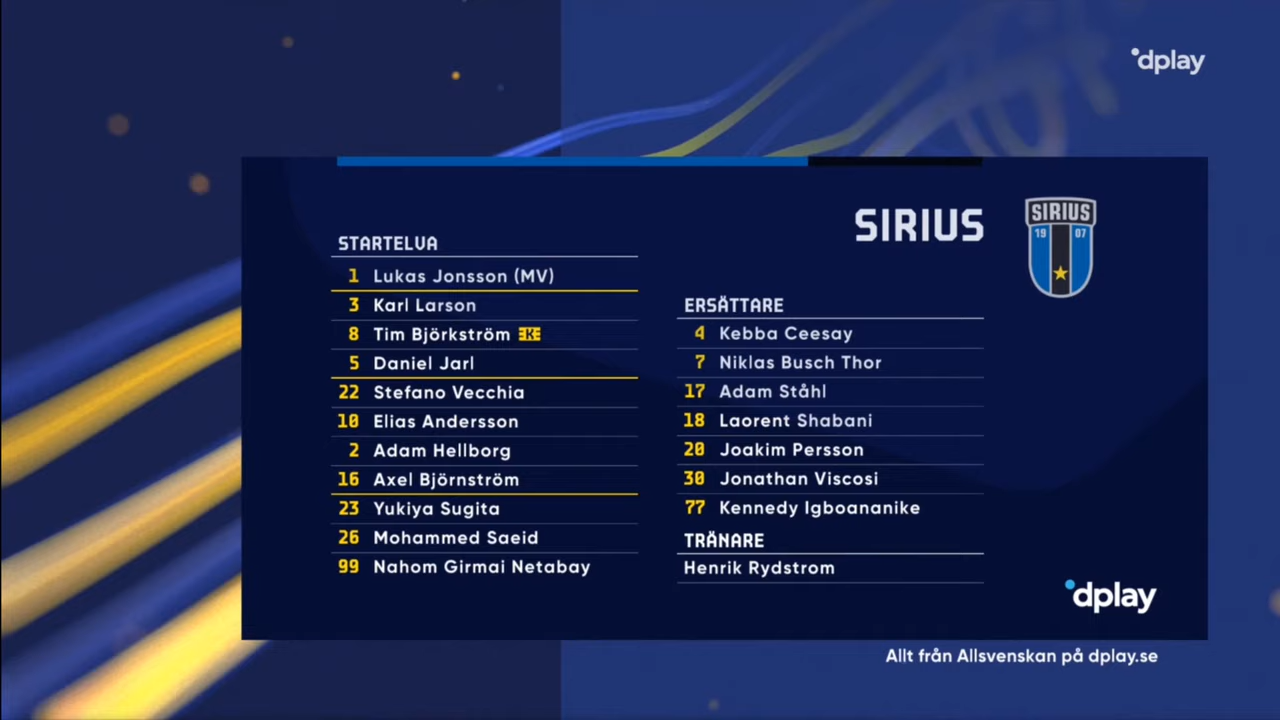 dplay
SIRIUS
SIRIUS
19 07
STARTELVA
1 Lukas Jonsson (MV)
3 Karl Larson
8 Tim Björkström K
5 Daniel Jarl
22 Stefano Vecchia
10 Elias Andersson
2 Adam Hellborg
16 Axel Björnström
23 Yukiya Sugita
26 Mohammed Saeid
99 Nahom Girmai Netabay
ERSÄTTARE
4 Kebba Ceesay
7 Niklas Busch Thor
17 Adam Ståhl
18 Laorent Shabani
20 Joakim Persson
30 Jonathan Viscosi
77 Kennedy Igboananike
TRÄNARE
Henrik Rydstrom
dplay
Allt från Allsvenskan på dplay.se